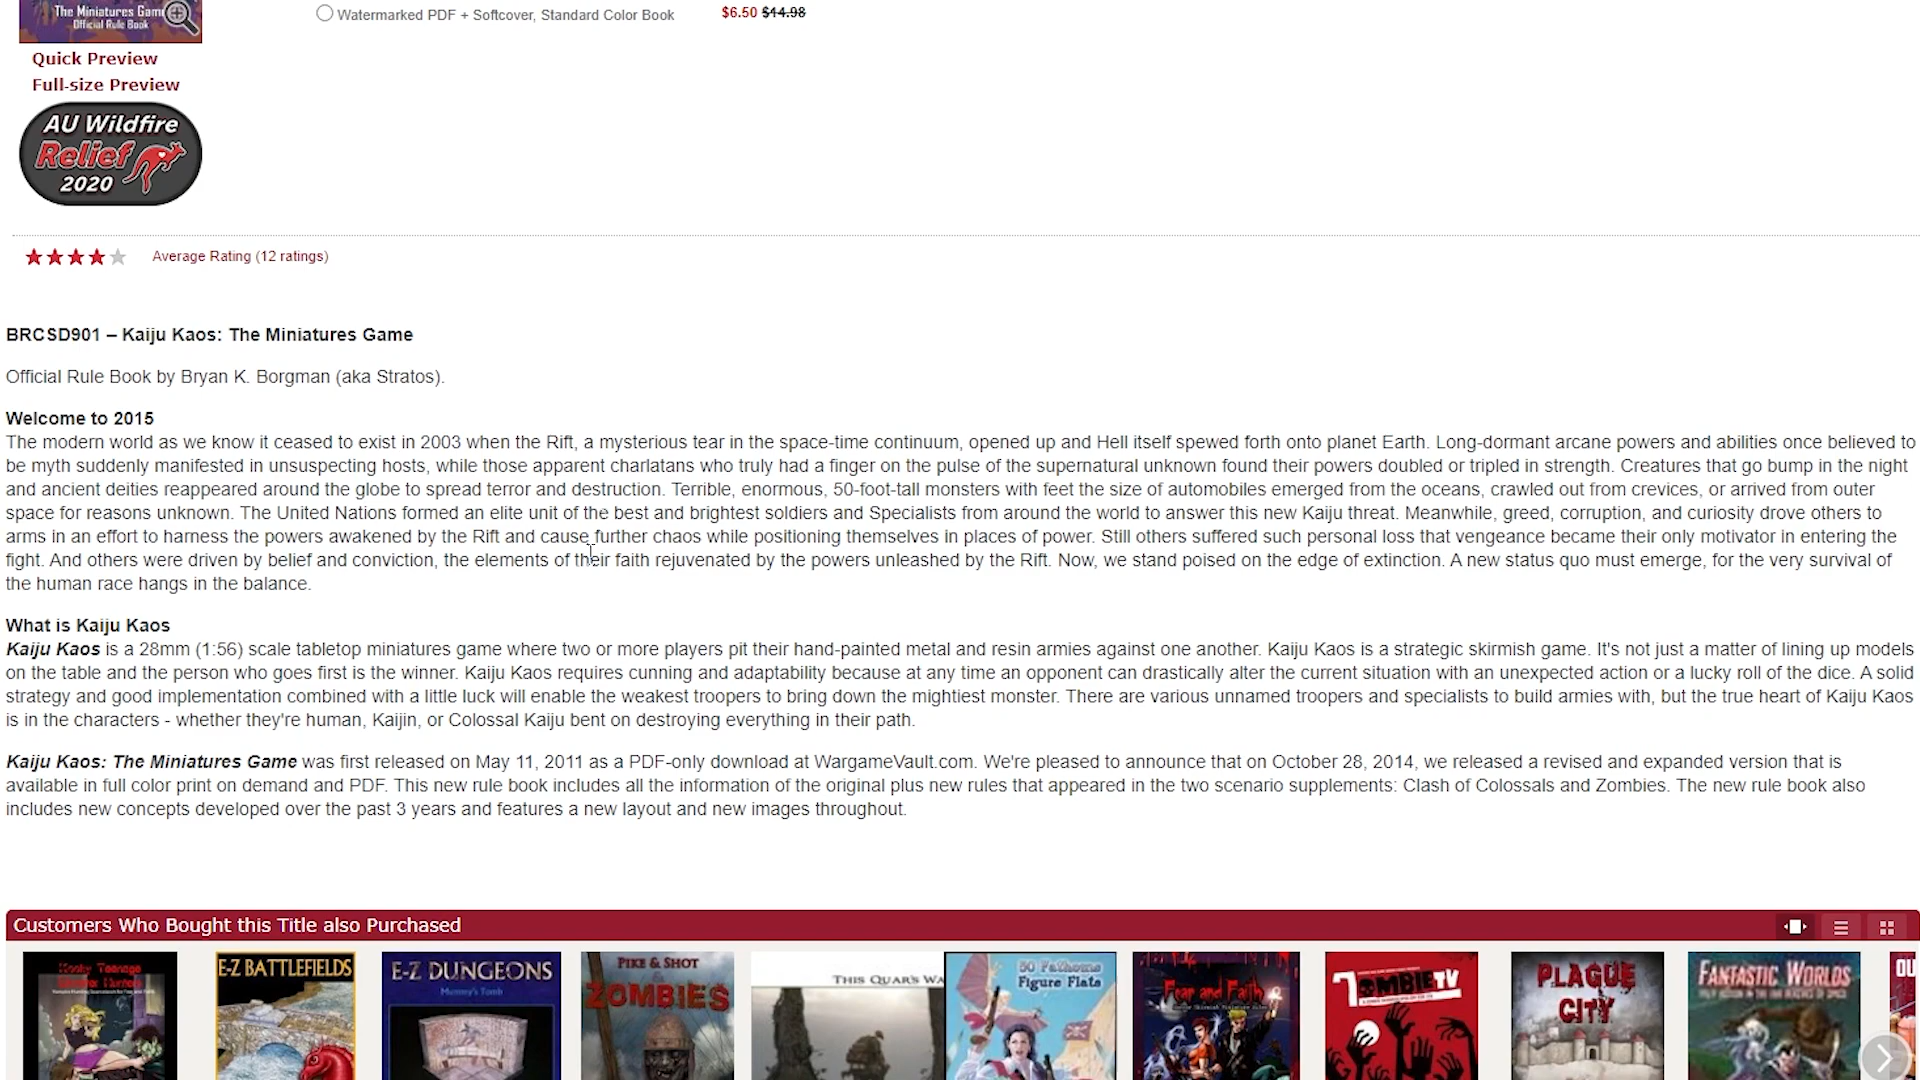 The Miniatures Gam
Official Rule Book
Watermarked PDF + Softcover, Standard Color Book
$6.50 $14.98
Quick Preview
Full-size Preview
AU Wildfire
Relief
2020
Average Rating (12 ratings)
BRCSD901 – Kaiju Kaos: The Miniatures Game
Official Rule Book by Bryan K. Borgman (aka Stratos).
Welcome to 2015
The modern world as we know it ceased to exist in 2003 when the Rift, a mysterious tear in the space-time continuum, opened up and Hell itself spewed forth onto planet Earth. Long-dormant arcane powers and abilities once believed to
be myth suddenly manifested in unsuspecting hosts, while those apparent charlatans who truly had a finger on the pulse of the supernatural unknown found their powers doubled or tripled in strength. Creatures that go bump in the night
and ancient deities reappeared around the globe to spread terror and destruction. Terrible, enormous, 50-foot-tall monsters with feet the size of automobiles emerged from the oceans, crawled out from crevices, or arrived from outer
space for reasons unknown. The United Nations formed an elite unit of the best and brightest soldiers and Specialists from around the world to answer this new Kaiju threat. Meanwhile, greed, corruption, and curiosity drove others to
arms in an effort to harness the powers awakened by the Rift and cause further chaos while positioning themselves in places of power. Still others suffered such personal loss that vengeance became their only motivator in entering the
fight. And others were driven by belief and conviction, the elements of their faith rejuvenated by the powers unleashed by the Rift. Now, we stand poised on the edge of extinction. A new status quo must emerge, for the very survival of
the human race hangs in the balance.
What is Kaiju Kaos
Kaiju Kaos is a 28mm (1:56) scale tabletop miniatures game where two or more players pit their hand-painted metal and resin armies against one another. Kaiju Kaos is a strategic skirmish game. It's not just a matter of lining up models
on the table and the person who goes first is the winner. Kaiju Kaos requires cunning and adaptability because at any time an opponent can drastically alter the current situation with an unexpected action or a lucky roll of the dice. A solid
strategy and good implementation combined with a little luck will enable the weakest troopers to bring down the mightiest monster. There are various unnamed troopers and specialists to build armies with, but the true heart of Kaiju Kaos
is in the characters - whether they're human, Kaijin, or Colossal Kaiju bent on destroying everything in their path.
Kaiju Kaos: The Miniatures Game was first released on May 11, 2011 as a PDF-only download at WargameVault.com. We're pleased to announce that on October 28, 2014, we released a revised and expanded version that is
available in full color print on demand and PDF. This new rule book includes all the information of the original plus new rules that appeared in the two scenario supplements: Clash of Colossals and Zombies. The new rule book also
includes new concepts developed over the past 3 years and features a new layout and new images throughout.
Customers Who Bought this Title also Purchased
Kooky Teenage
Monster Hunters
E-Z BATTLEFIELDS
E-Z DUNGEONS
Mummy's Tomb
PIKE & SHOT
ZOMBIES
THIS QUAR'S WA
50 Fathoms
Figure Flats
Fear and Faith
ZOMBIETV
PLAGUE
CITY
FANTASTIC WORLDS
OU